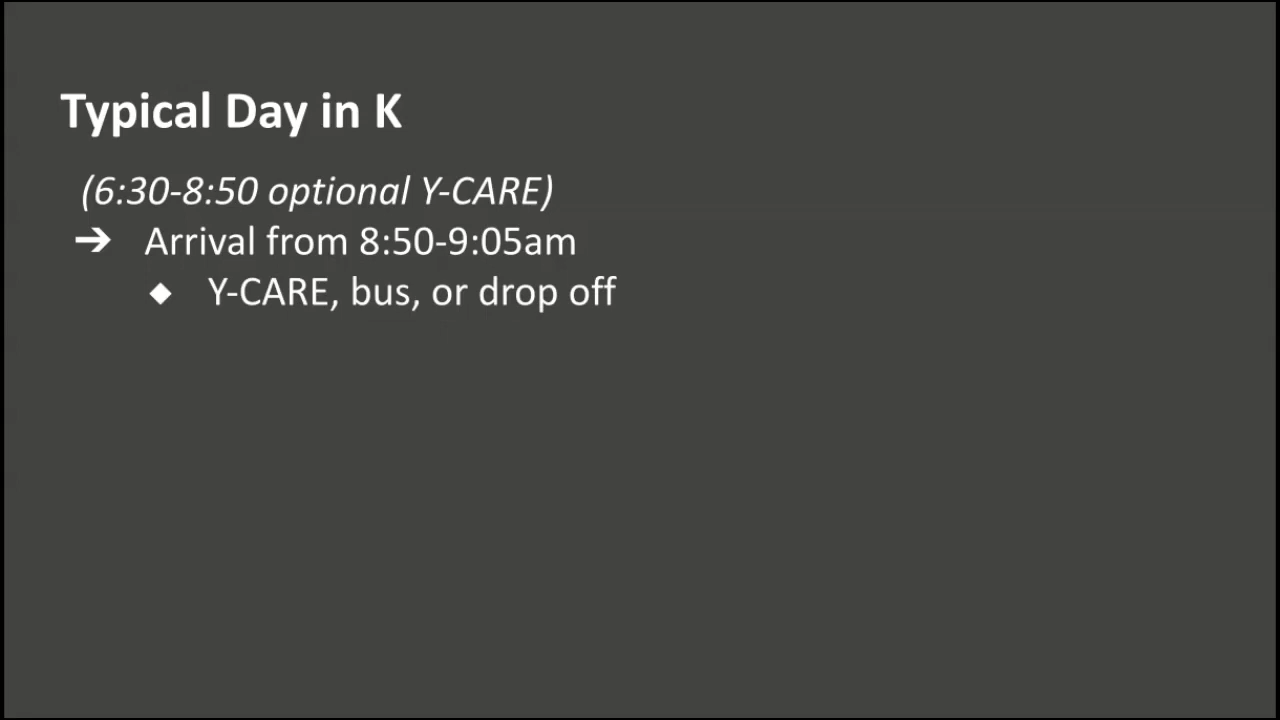 Typical Day in K
(6:30-8:50 optional Y-CARE)
➔ Arrival from 8:50-9:05am
◆ Y-CARE, bus, or drop off